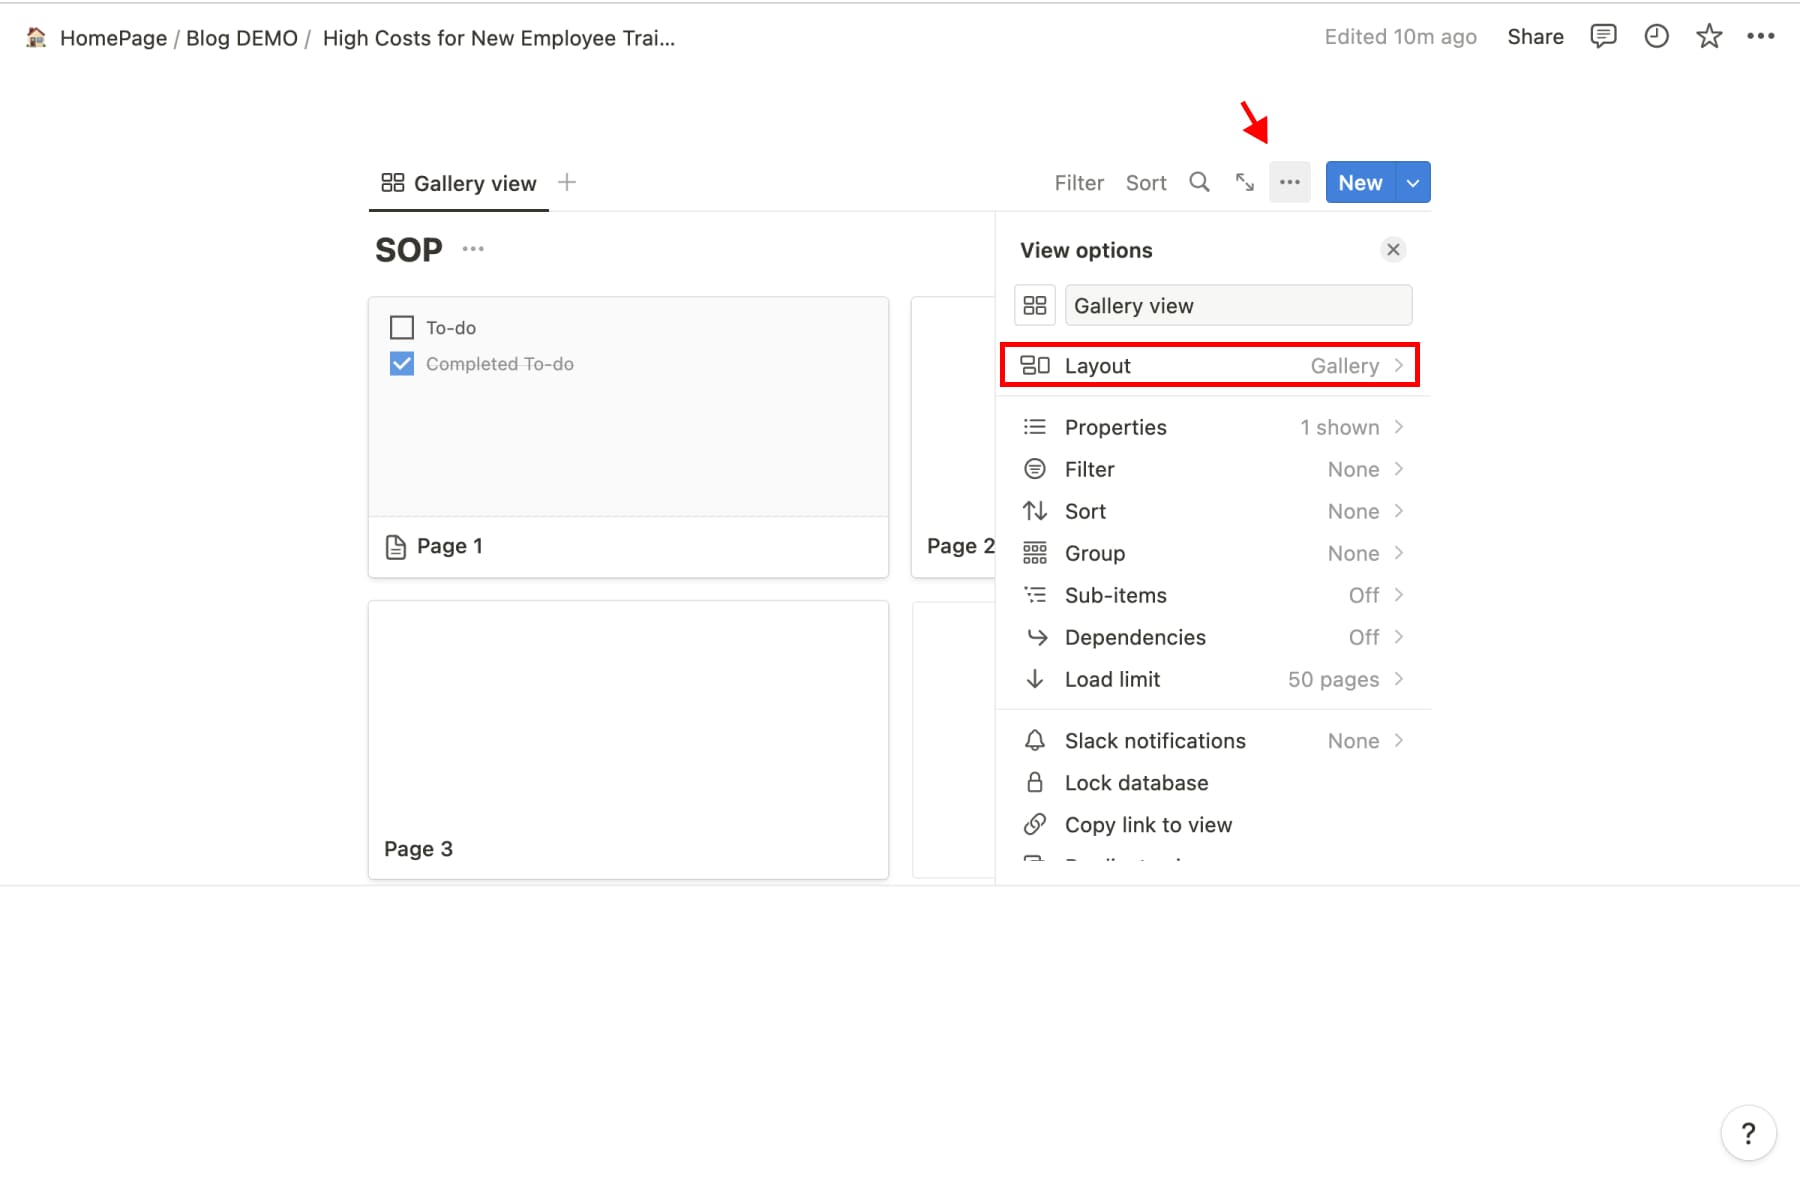 HomePage / Blog DEMO / High Costs for New Employee Trai...
Edited 10m ago Share
Gallery view
Filter Sort New
SOP
To-do
Completed To-do
Page 1
Page 2
Page 3
View options
Gallery view
Layout Gallery
Properties 1 shown
Filter None
Sort None
Group None
Sub-items Off
Dependencies Off
Load limit 50 pages
Slack notifications None
Lock database
Copy link to view
?